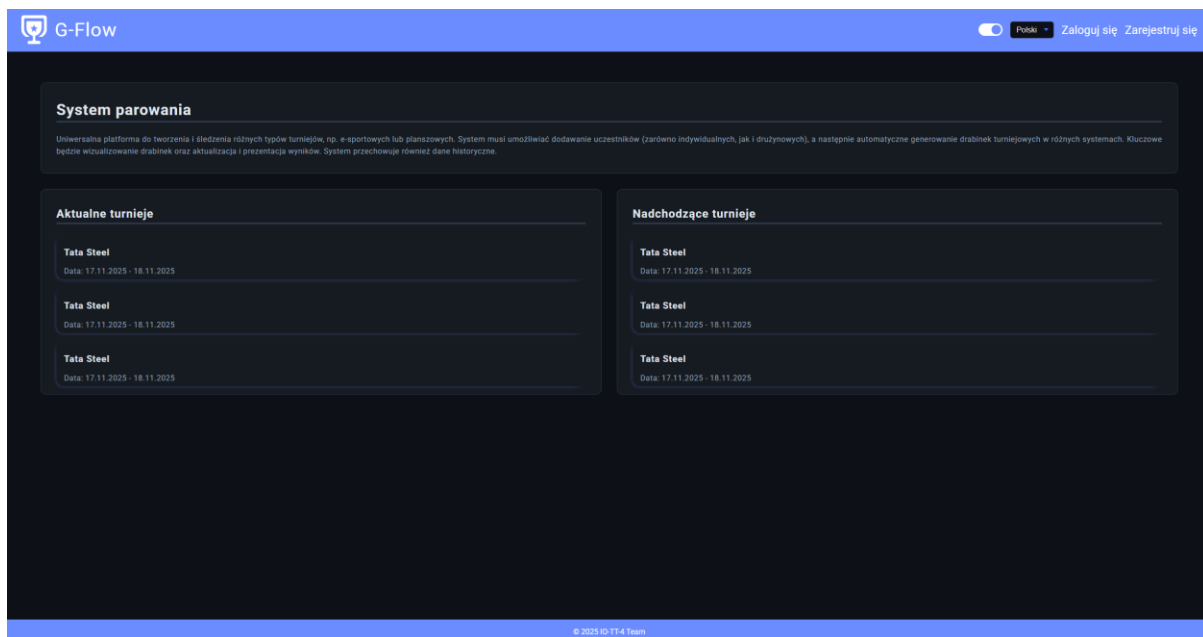 G-Flow
Polski
Zaloguj się Zarejestruj się
System parowania
Uniwersalna platforma do tworzenia i śledzenia różnych typów turniejów, np. e-sportowych lub planszowych. System musi umożliwiać dodawanie uczestników (zarówno indywidualnych, jak i drużynowych), a następnie automatyczne generowanie drabinek turniejowych w różnych systemach. Kluczowe
będzie wizualizowanie drabinek oraz aktualizacja i prezentacja wyników. System przechowuje również dane historyczne.
Aktualne turnieje
Tata Steel
Data: 17.11.2025 - 18.11.2025
Tata Steel
Data: 17.11.2025 - 18.11.2025
Tata Steel
Data: 17.11.2025 - 18.11.2025
Nadchodzące turnieje
Tata Steel
Data: 17.11.2025 - 18.11.2025
Tata Steel
Data: 17.11.2025 - 18.11.2025
Tata Steel
Data: 17.11.2025 - 18.11.2025
© 2025 IO-TT-4 Team